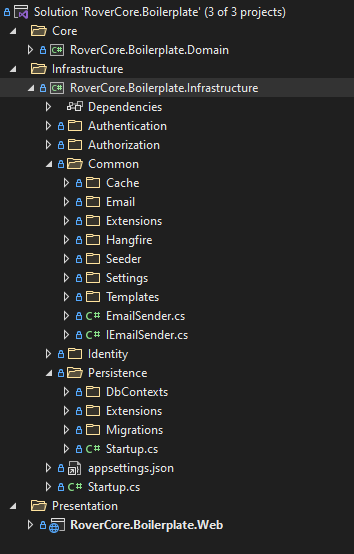 Solution 'RoverCore.Boilerplate' (3 of 3 projects)
Core
C# RoverCore.Boilerplate.Domain
Infrastructure
C# RoverCore.Boilerplate.Infrastructure
Dependencies
Authentication
Authorization
Common
Cache
Email
Extensions
Hangfire
Seeder
Settings
Templates
C# EmailSender.cs
C# IEmailSender.cs
Identity
Persistence
DbContexts
Extensions
Migrations
C# Startup.cs
appsettings.json
C# Startup.cs
Presentation
RoverCore.Boilerplate.Web